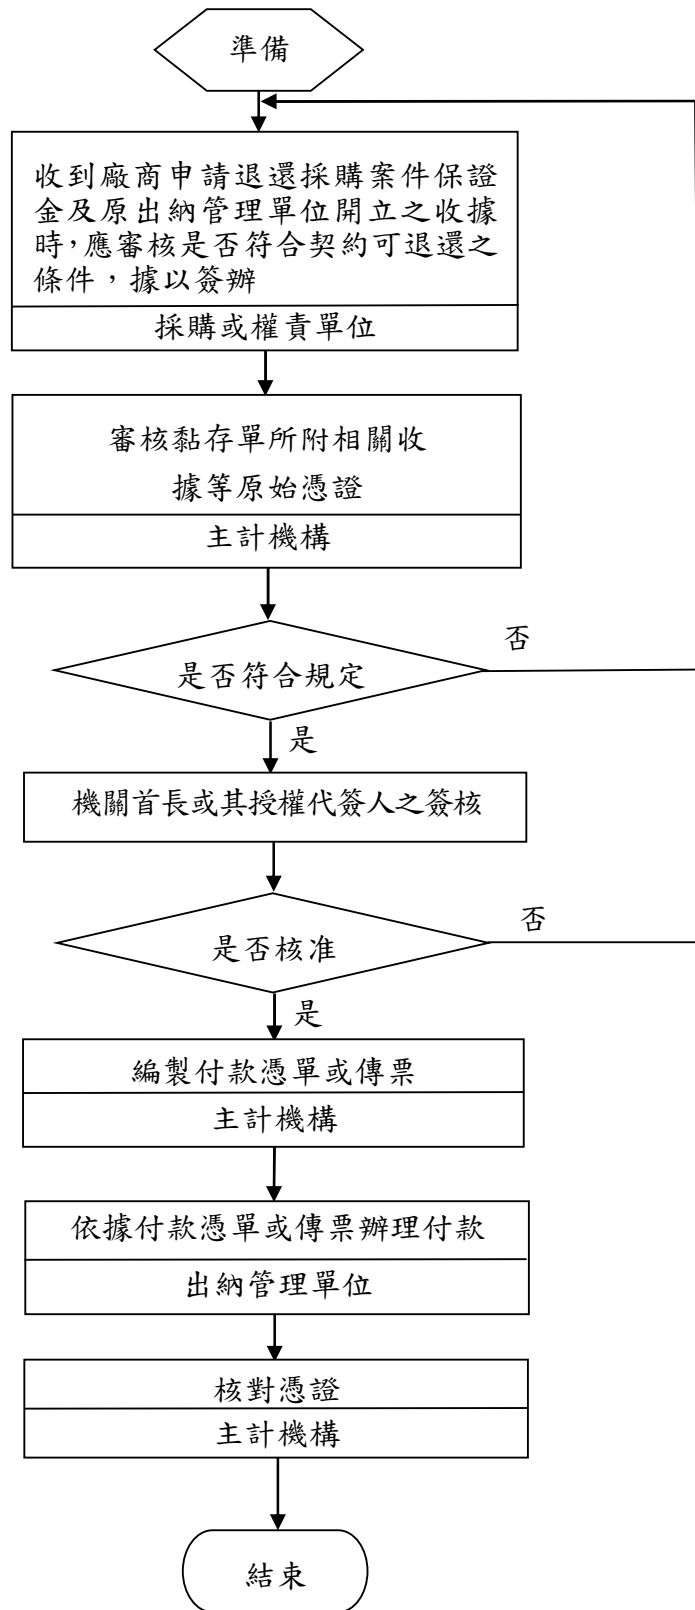 準備
收到廠商申請退還採購案件保證
金及原出納管理單位開立之收據
時，應審核是否符合契約可退還之
條件，據以簽辦
採購或權責單位
審核黏存單所附相關收
據等原始憑證
主計機構
否
是否符合規定
是
機關首長或其授權代簽人之簽核
否
是否核准
是
編製付款憑單或傳票
主計機構
依據付款憑單或傳票辦理付款
出納管理單位
核對憑證
主計機構
結束